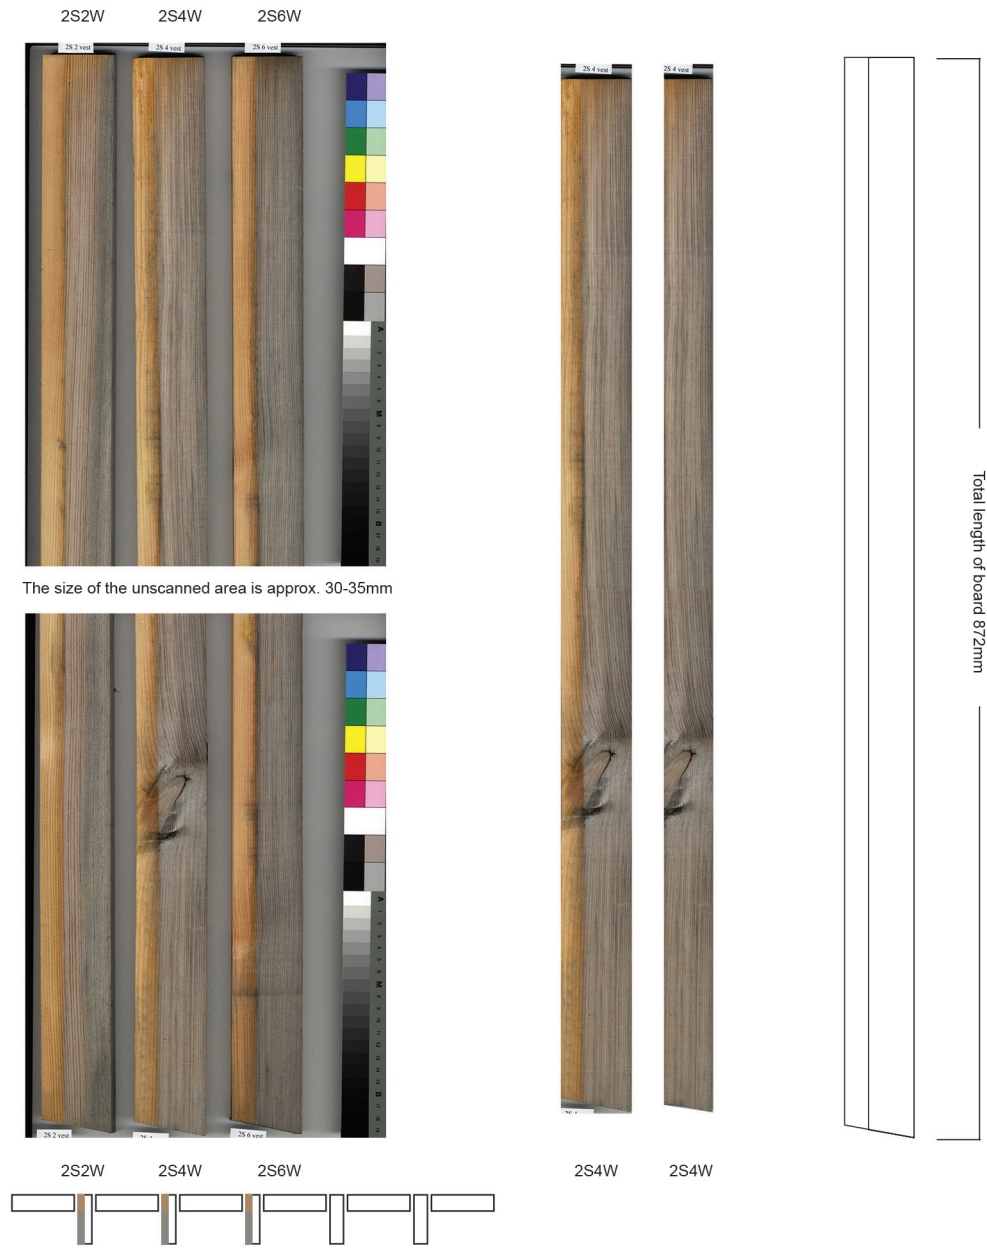 2S2W 2S4W 2S6W
2S 2 vest 2S 4 vest 2S 6 vest
2S 4 vest 2S 4 vest
A
M
B
The size of the unscanned area is approx. 30-35mm
Total length of board 872mm
A
M
B
2S 2 vest 2S 6 vest
2S2W 2S4W 2S6W 2S4W 2S4W